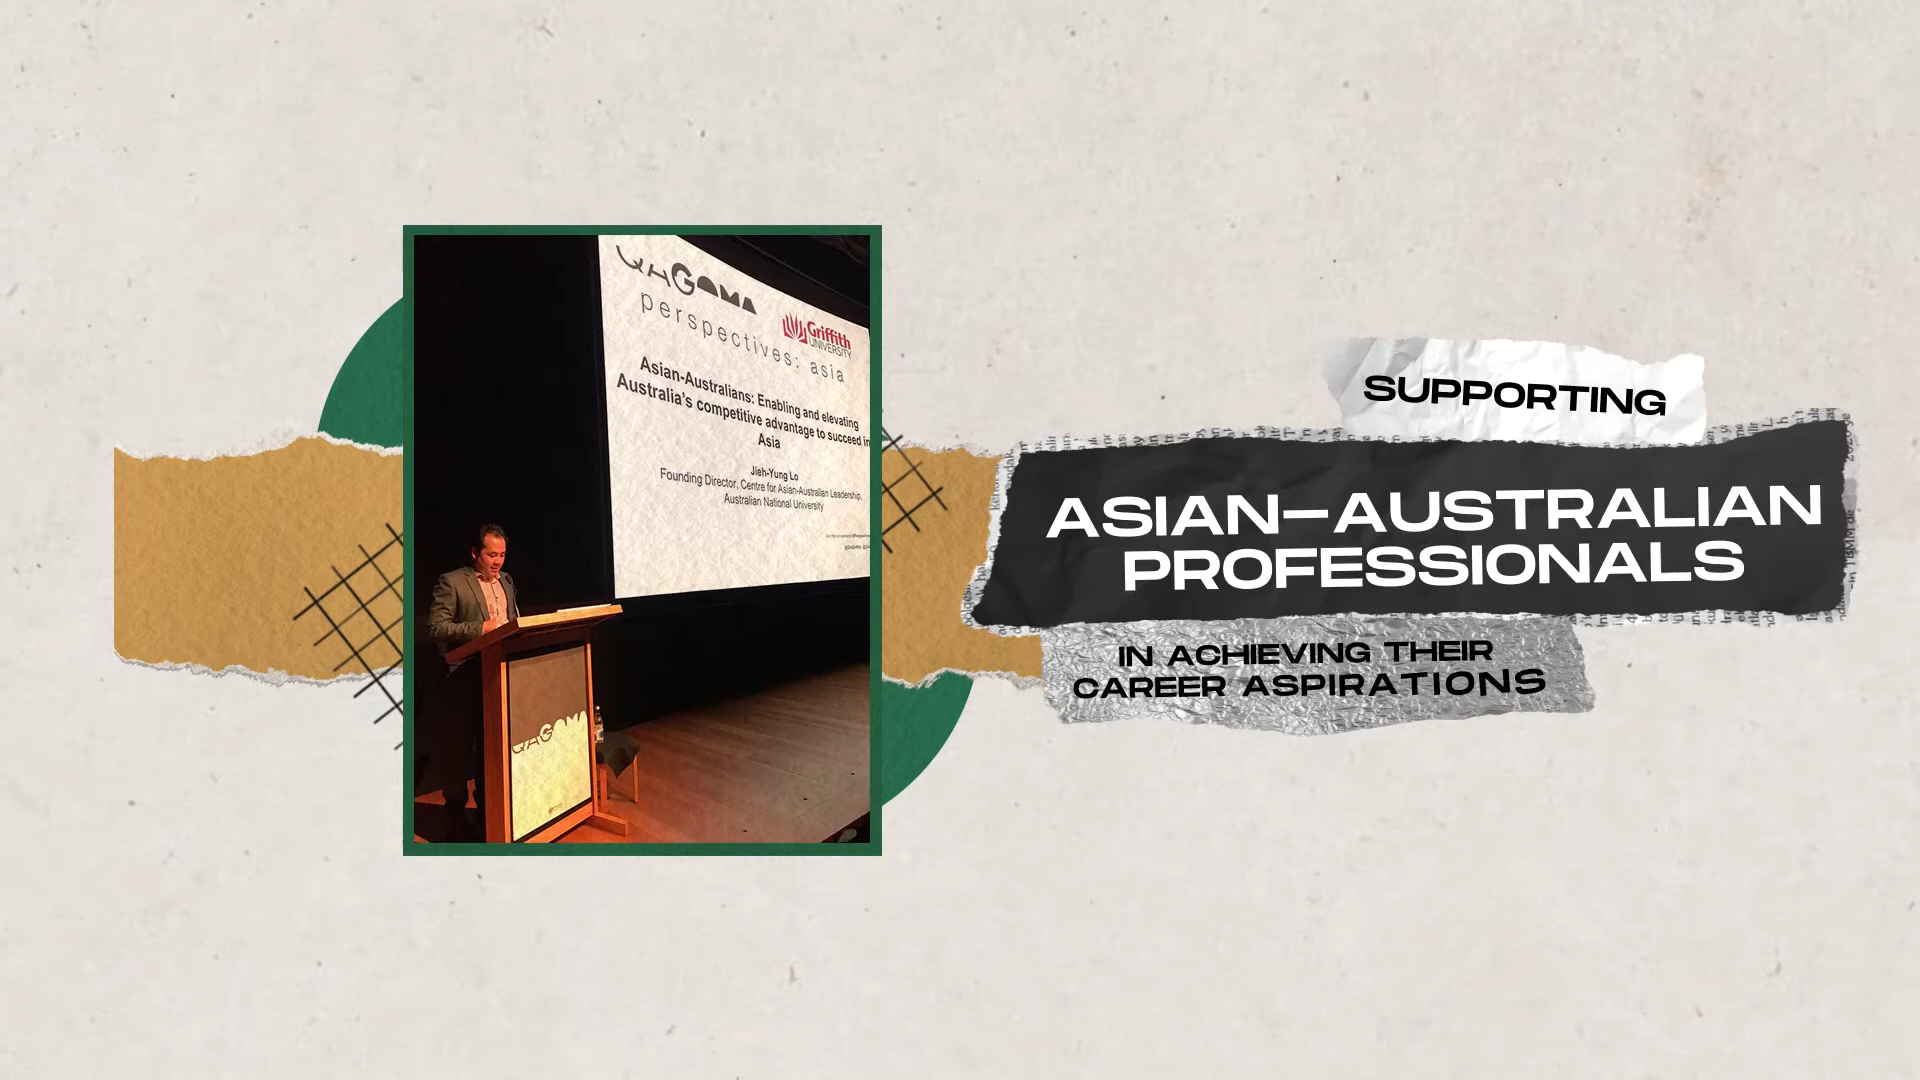 QAGOMA
perspectives: asia
Griffith
UNIVERSITY
Asian-Australians: Enabling and elevating
Australia's competitive advantage to succeed in
Asia
Jieh-Yung Lo
Founding Director, Centre for Asian-Australian Leadership,
Australian National University
QAGOMA
SUPPORTING
ASIAN-AUSTRALIAN
PROFESSIONALS
IN ACHIEVING THEIR
CAREER ASPIRATIONS